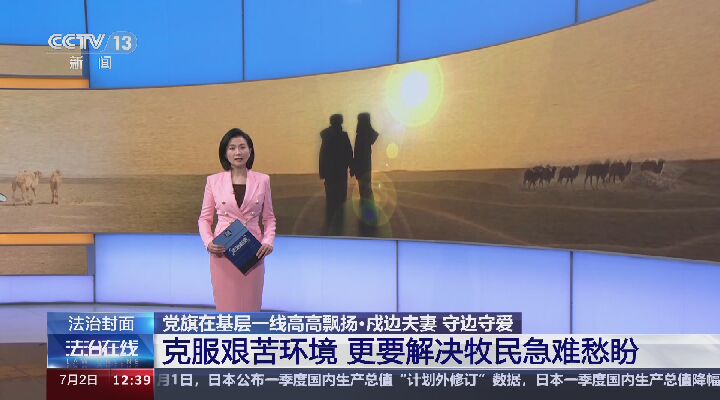 CCTV 13
新闻
法治封面
党旗在基层一线高高飘扬·戍边夫妻 守边守爱
法治在线
克服艰苦环境 更要解决牧民急难愁盼
7月2日 12:39 月1日，日本公布一季度国内生产总值“计划外修订”数据，日本一季度国内生产总值降幅